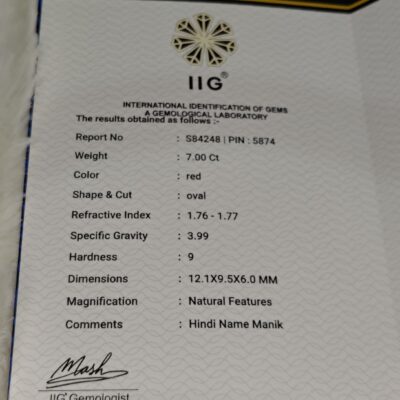 IIG®
INTERNATIONAL IDENTIFICATION OF GEMS
A GEMOLOGICAL LABORATORY
The results obtained as follows :-
Report No : S84248 | PIN : 5874
Weight : 7.00 Ct
Color : red
Shape & Cut : oval
Refractive Index : 1.76 - 1.77
Specific Gravity : 3.99
Hardness : 9
Dimensions : 12.1X9.5X6.0 MM
Magnification : Natural Features
Comments : Hindi Name Manik
Mash
IIG® Gemologist